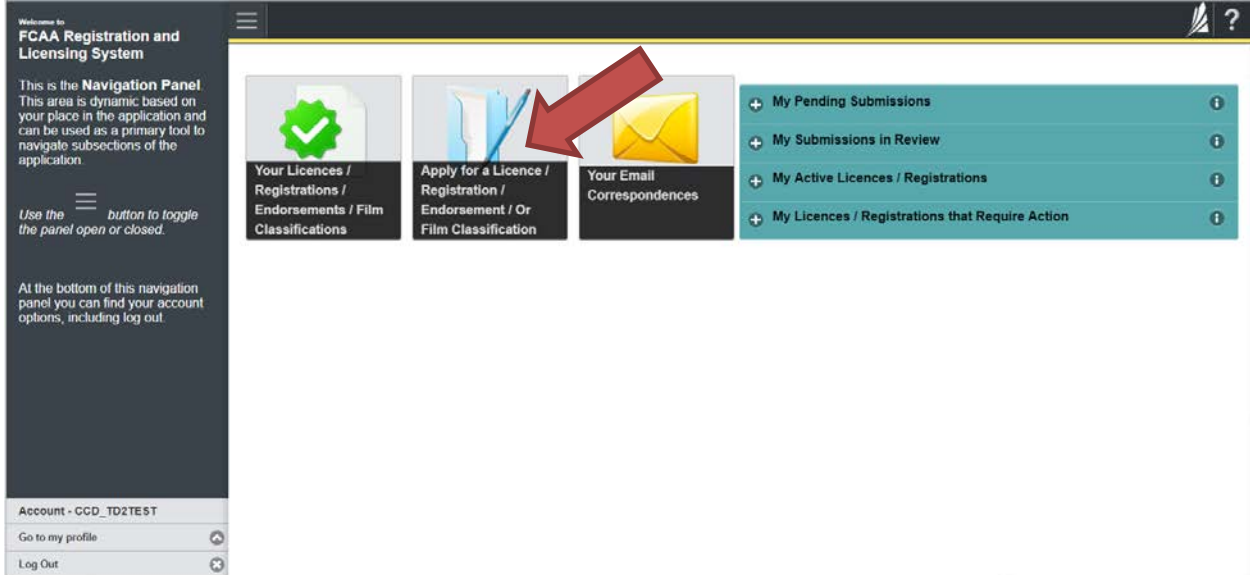 Welcome to
FCAA Registration and
Licensing System
This is the Navigation Panel.
This area is dynamic based on
your place in the application and
can be used as a primary tool to
navigate subsections of the
application.
Use the button to toggle
the panel open or closed.
At the bottom of this navigation
panel you can find your account
options, including log out.
Account - CCD_TD2TEST
Go to my profile
Log Out
?
Your Licences /
Registrations /
Endorsements / Film
Classifications
Apply for a Licence /
Registration /
Endorsement / Or
Film Classification
Your Email
Correspondences
My Pending Submissions
My Submissions in Review
My Active Licences / Registrations
My Licences / Registrations that Require Action